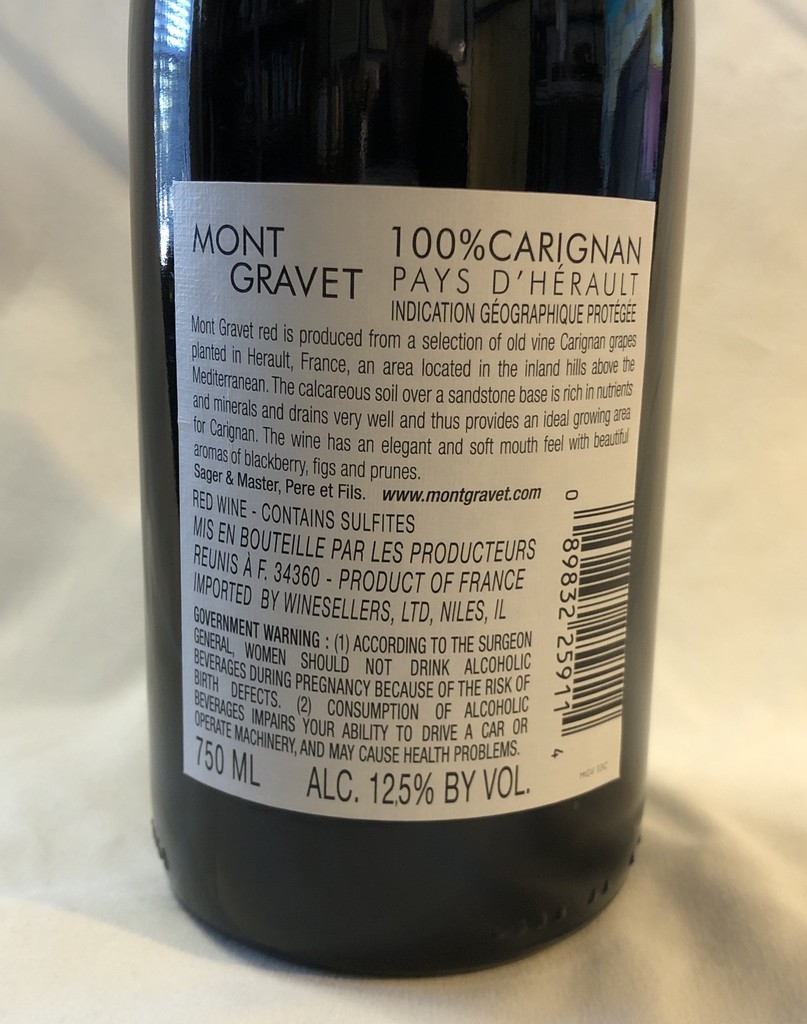 MONT
GRAVET
100%CARIGNAN
PAYS D'HÉRAULT
INDICATION GÉOGRAPHIQUE PROTÉGÉE
Mont Gravet red is produced from a selection of old vine Carignan grapes
planted in Herault, France, an area located in the inland hills above the
Mediterranean. The calcareous soil over a sandstone base is rich in nutrients
and minerals and drains very well and thus provides an ideal growing area
for Carignan. The wine has an elegant and soft mouth feel with beautiful
aromas of blackberry, figs and prunes.
Sager & Master, Pere et Fils. www.montgravet.com
RED WINE - CONTAINS SULFITES
MIS EN BOUTEILLE PAR LES PRODUCTEURS
REUNIS À F. 34360 - PRODUCT OF FRANCE
IMPORTED BY WINESELLERS, LTD, NILES, IL
GOVERNMENT WARNING : (1) ACCORDING TO THE SURGEON
GENERAL, WOMEN SHOULD NOT DRINK ALCOHOLIC
BEVERAGES DURING PREGNANCY BECAUSE OF THE RISK OF
BIRTH DEFECTS. (2) CONSUMPTION OF ALCOHOLIC
BEVERAGES IMPAIRS YOUR ABILITY TO DRIVE A CAR OR
OPERATE MACHINERY, AND MAY CAUSE HEALTH PROBLEMS.
750 ML ALC. 12,5% BY VOL.
0 89832 25911 4